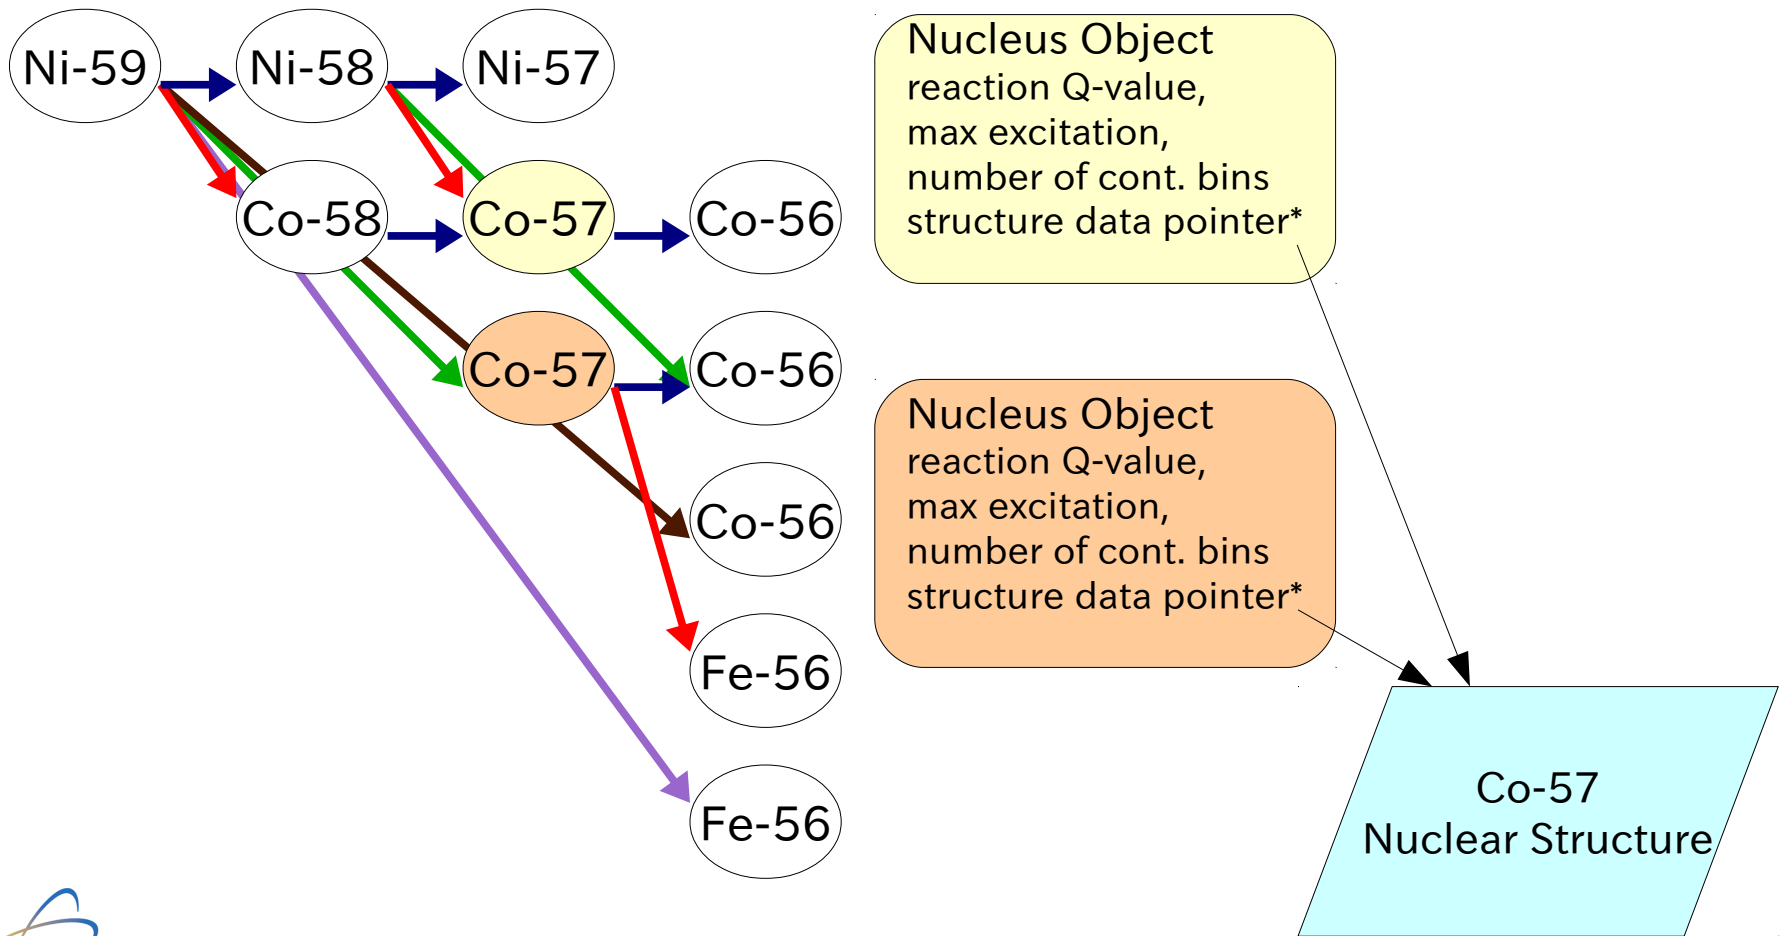 Ni-59
Ni-58
Ni-57
Co-58
Co-57
Co-56
Co-57
Co-56
Co-56
Fe-56
Fe-56
Nucleus Object
reaction Q-value,
max excitation,
number of cont. bins
structure data pointer*
Nucleus Object
reaction Q-value,
max excitation,
number of cont. bins
structure data pointer*
Co-57
Nuclear Structure